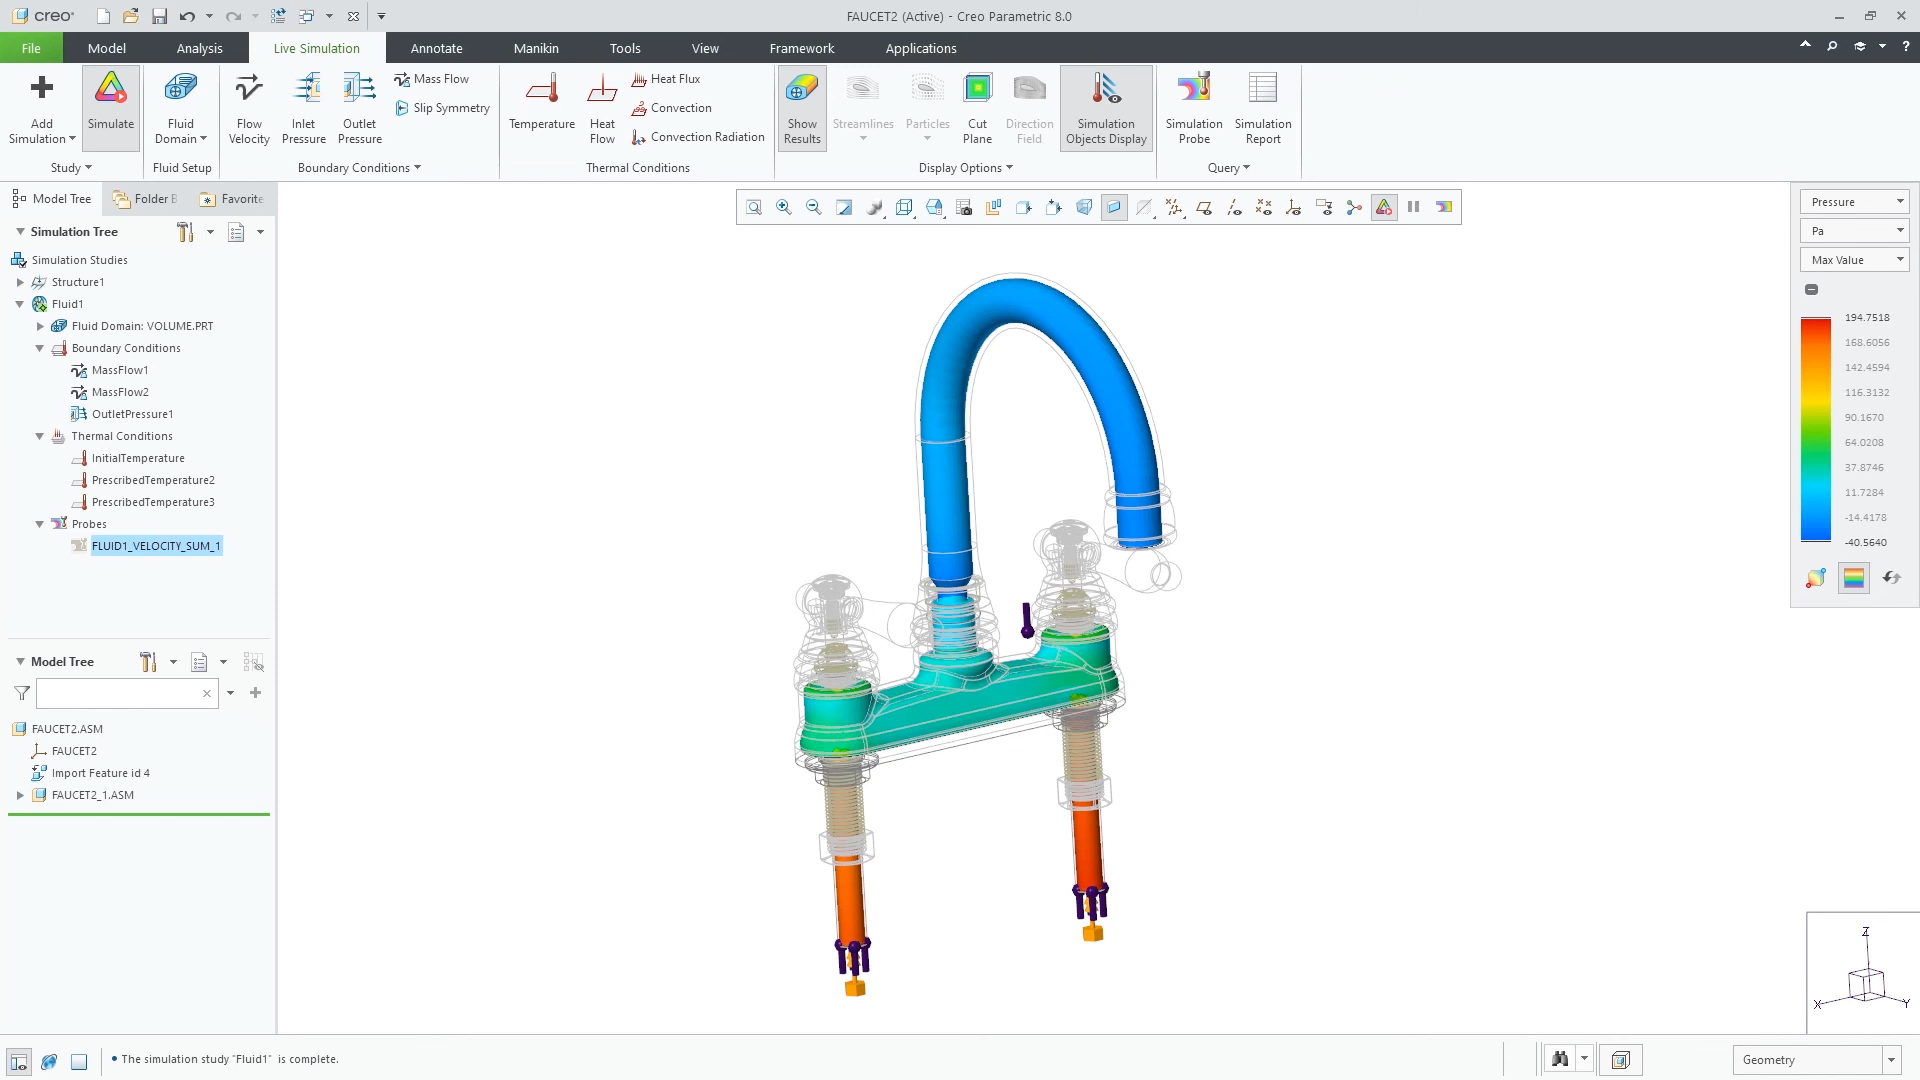 creo
FAUCET2 (Active) - Creo Parametric 8.0
File Model Analysis Live Simulation Annotate Manikin Tools View Framework Applications
Add Simulation
Simulate
Study
Fluid Domain
Fluid Setup
Flow Velocity
Inlet Pressure
Outlet Pressure
Mass Flow
Slip Symmetry
Boundary Conditions
Temperature
Heat Flow
Heat Flux
Convection
Convection Radiation
Thermal Conditions
Show Results
Streamlines
Particles
Cut Plane
Direction Field
Simulation Objects Display
Display Options
Simulation Probe
Simulation Report
Query
Model Tree Folder B Favorite
Simulation Tree
Simulation Studies
Structure1
Fluid1
Fluid Domain: VOLUME.PRT
Boundary Conditions
MassFlow1
MassFlow2
OutletPressure1
Thermal Conditions
InitialTemperature
PrescribedTemperature2
PrescribedTemperature3
Probes
FLUID1_VELOCITY_SUM_1
Model Tree
FAUCET2.ASM
FAUCET2
Import Feature id 4
FAUCET2_1.ASM
Pressure
Pa
Max Value
194.7518
168.6056
142.4594
116.3132
90.1670
64.0208
37.8746
11.7284
-14.4178
-40.5640
Z
X
Y
The simulation study "Fluid1" is complete.
Geometry